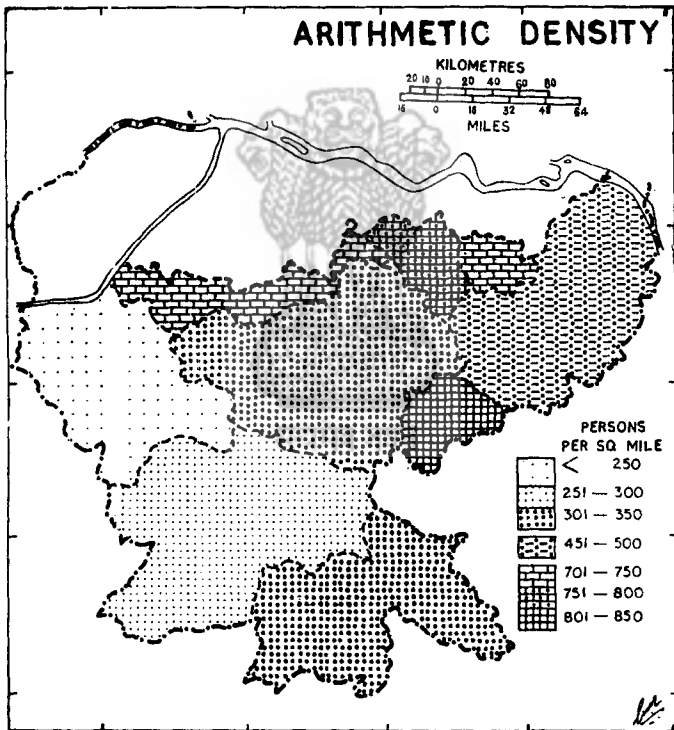 ARITHMETIC DENSITY
KILOMETRES
20 10 0 20 40 60 80
16 0 16 32 48 64
MILES
PERSONS
PER SQ. MILE
< 250
251 — 300
301 — 350
451 — 500
701 — 750
751 — 800
801 — 850